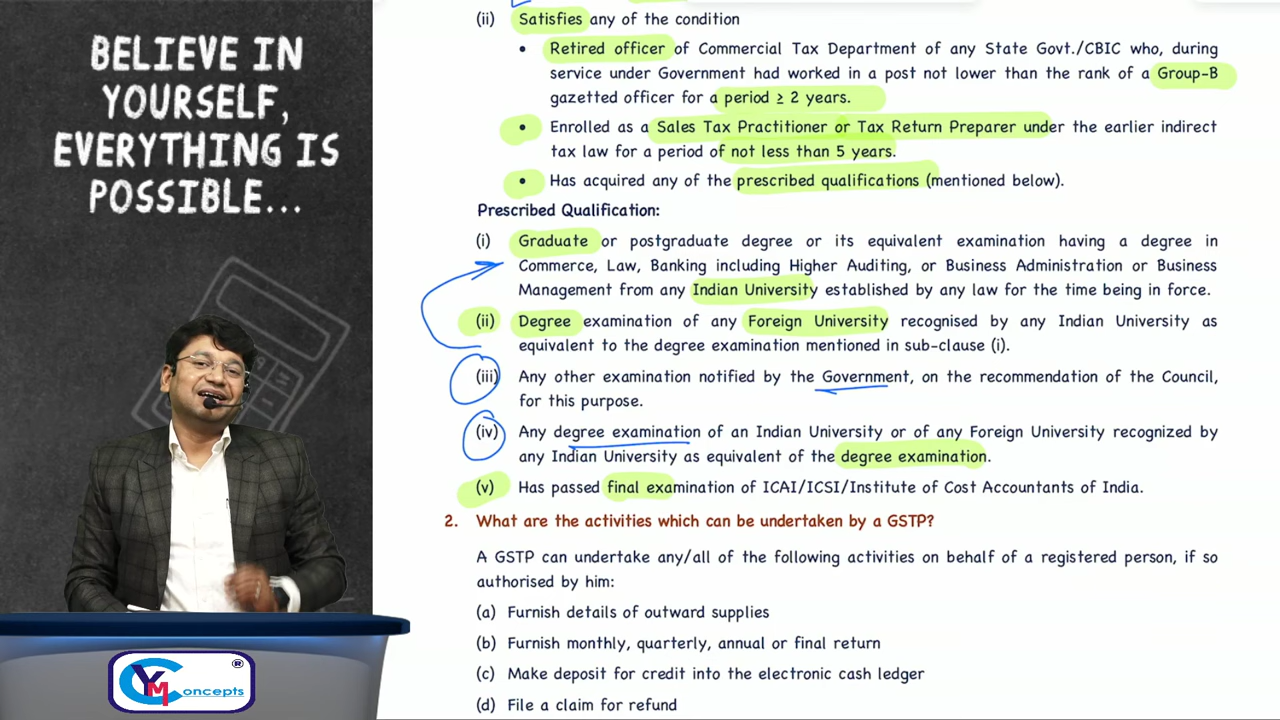 BELIEVE IN
YOURSELF,
EVERYTHING IS
POSSIBLE...
YM Concepts ®
(ii) Satisfies any of the condition
• Retired officer of Commercial Tax Department of any State Govt./CBIC who, during
service under Government had worked in a post not lower than the rank of a Group-B
gazetted officer for a period ≥ 2 years.
• Enrolled as a Sales Tax Practitioner or Tax Return Preparer under the earlier indirect
tax law for a period of not less than 5 years.
• Has acquired any of the prescribed qualifications (mentioned below).
Prescribed Qualification:
(i) Graduate or postgraduate degree or its equivalent examination having a degree in
Commerce, Law, Banking including Higher Auditing, or Business Administration or Business
Management from any Indian University established by any law for the time being in force.
(ii) Degree examination of any Foreign University recognised by any Indian University as
equivalent to the degree examination mentioned in sub-clause (i).
(iii) Any other examination notified by the Government, on the recommendation of the Council,
for this purpose.
(iv) Any degree examination of an Indian University or of any Foreign University recognized by
any Indian University as equivalent of the degree examination.
(v) Has passed final examination of ICAI/ICSI/Institute of Cost Accountants of India.
2. What are the activities which can be undertaken by a GSTP?
A GSTP can undertake any/all of the following activities on behalf of a registered person, if so
authorised by him:
(a) Furnish details of outward supplies
(b) Furnish monthly, quarterly, annual or final return
(c) Make deposit for credit into the electronic cash ledger
(d) File a claim for refund